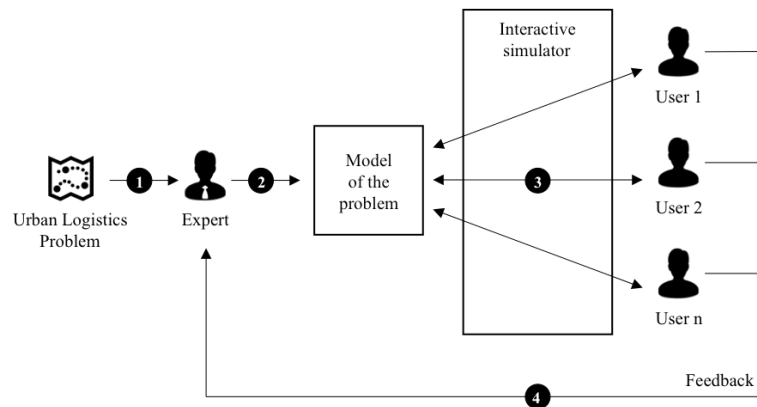 Interactive
simulator
User 1
1
2
Model
of the
problem
3
Urban Logistics
Problem
Expert
User 2
User n
Feedback
4